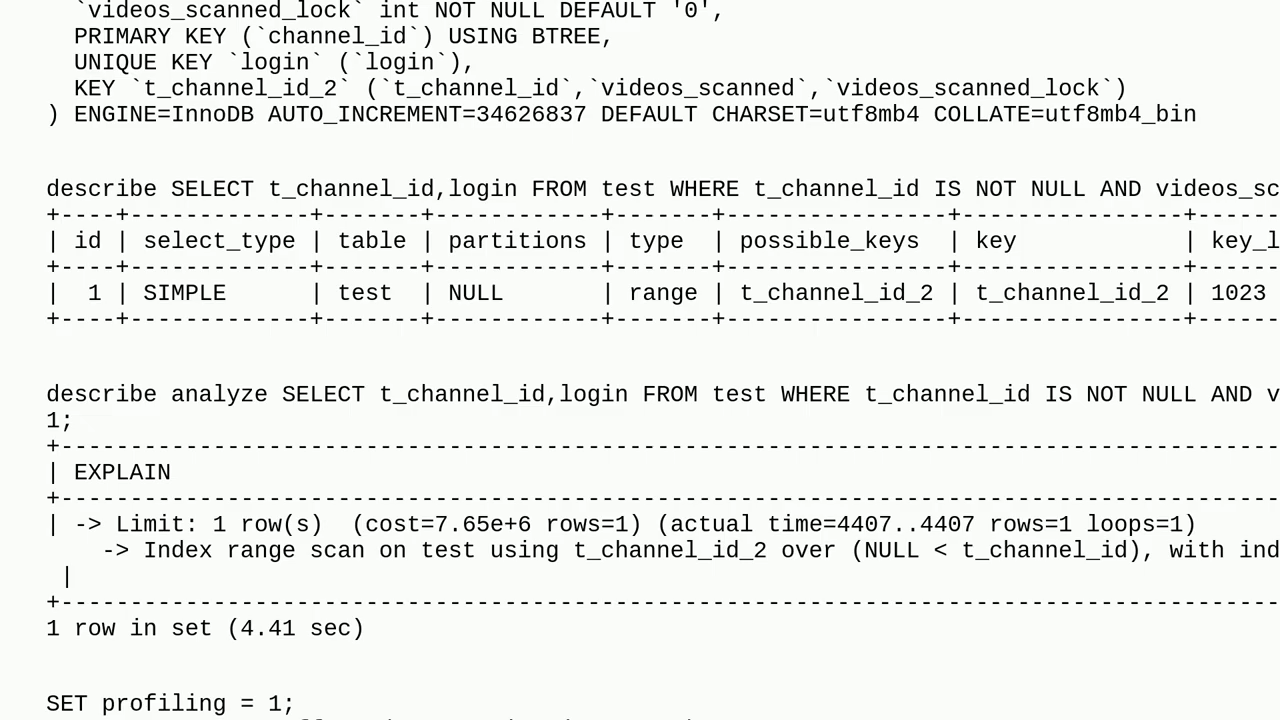 `videos_scanned_lock` int NOT NULL DEFAULT '0',
PRIMARY KEY (`channel_id`) USING BTREE,
UNIQUE KEY `login` (`login`),
KEY `t_channel_id_2` (`t_channel_id`,`videos_scanned`,`videos_scanned_lock`)
) ENGINE=InnoDB AUTO_INCREMENT=34626837 DEFAULT CHARSET=utf8mb4 COLLATE=utf8mb4_bin
describe SELECT t_channel_id,login FROM test WHERE t_channel_id IS NOT NULL AND videos_sc
+----+-------------+-------+------------+-------+----------------+----------------+------
| id | select_type | table | partitions | type  | possible_keys  | key            | key_l
+----+-------------+-------+------------+-------+----------------+----------------+------
|  1 | SIMPLE      | test  | NULL       | range | t_channel_id_2 | t_channel_id_2 | 1023
+----+-------------+-------+------------+-------+----------------+----------------+------
describe analyze SELECT t_channel_id,login FROM test WHERE t_channel_id IS NOT NULL AND v
1;
+----------------------------------------------------------------------------------------
| EXPLAIN
+----------------------------------------------------------------------------------------
| -> Limit: 1 row(s)  (cost=7.65e+6 rows=1) (actual time=4407..4407 rows=1 loops=1)
-> Index range scan on test using t_channel_id_2 over (NULL < t_channel_id), with ind
|
+----------------------------------------------------------------------------------------
1 row in set (4.41 sec)
SET profiling = 1;